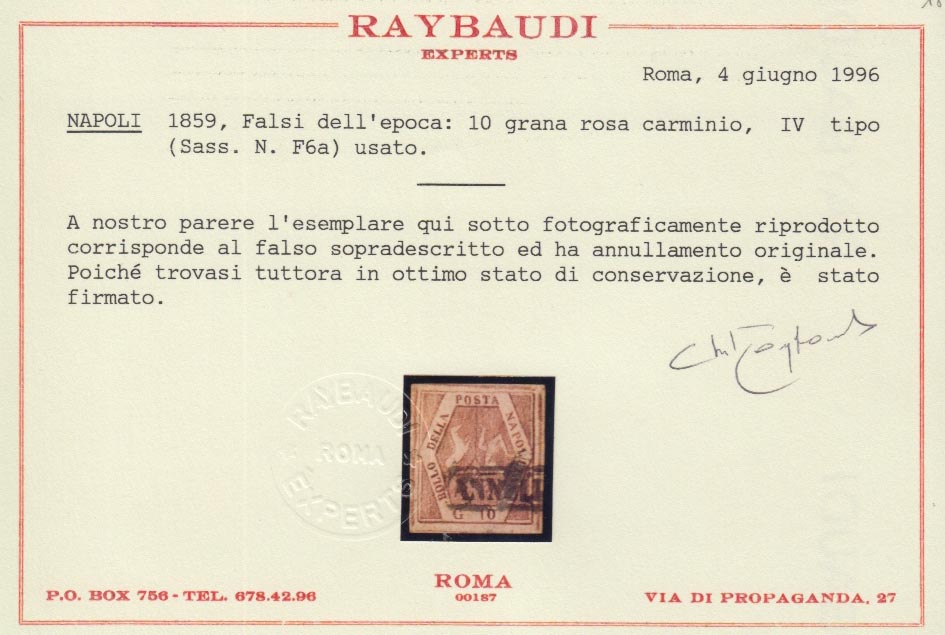 RAYBAUDI
EXPERTS
Roma, 4 giugno 1996
NAPOLI 1859, Falsi dell'epoca: 10 grana rosa carminio, IV tipo
(Sass. N. F6a) usato.
A nostro parere l'esemplare qui sotto fotograficamente riprodotto
corrisponde al falso sopradescritto ed ha annullamento originale.
Poiché trovasi tuttora in ottimo stato di conservazione, è stato
firmato.
RAYBAUDI
ROMA
EXPERTS
BOLLO DELLA POSTA NAPOLE
G 10
ROMA
00187
P.O. BOX 756 - TEL. 678.42.96
VIA DI PROPAGANDA, 27